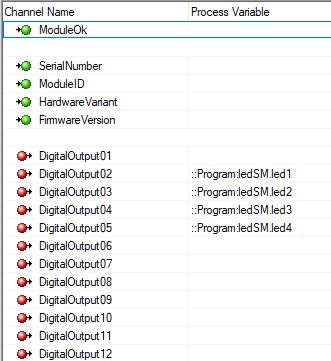 Channel Name Process Variable
ModuleOk
SerialNumber
ModuleID
HardwareVariant
FirmwareVersion
DigitalOutput01
DigitalOutput02 ::Program:ledSM.led1
DigitalOutput03 ::Program:ledSM.led2
DigitalOutput04 ::Program:ledSM.led3
DigitalOutput05 ::Program:ledSM.led4
DigitalOutput06
DigitalOutput07
DigitalOutput08
DigitalOutput09
DigitalOutput10
DigitalOutput11
DigitalOutput12